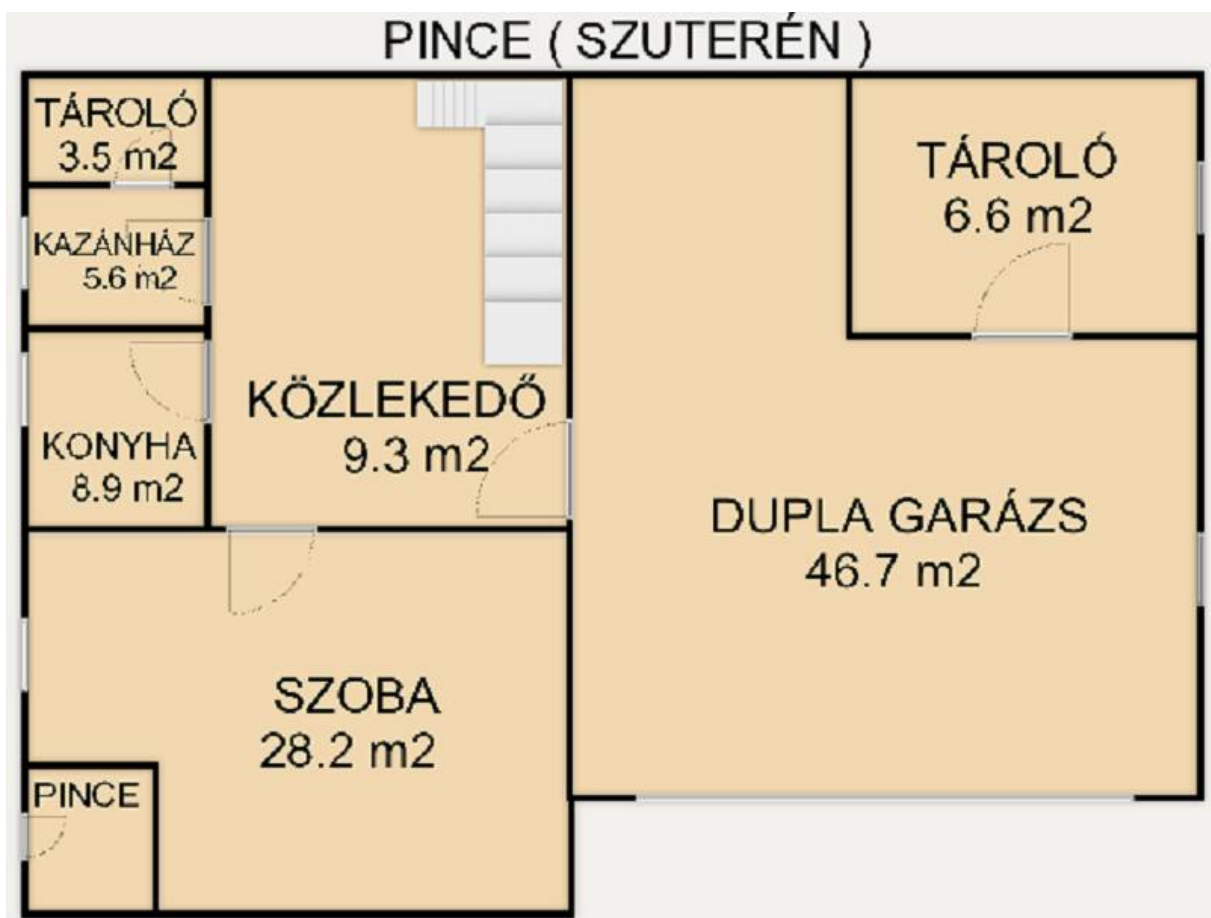 PINCE ( SZUTERÉN )
TÁROLÓ
3.5 m2
KAZÁNHÁZ
5.6 m2
KONYHA
8.9 m2
KÖZLEKEDŐ
9.3 m2
TÁROLÓ
6.6 m2
DUPLA GARÁZS
46.7 m2
SZOBA
28.2 m2
PINCE